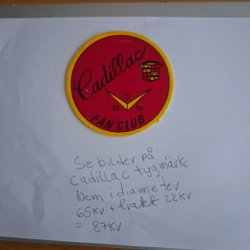 Cadillac
FAN CLUB
Se bilder på
Cadillac tygmärke
10cm i diameter
65kr + frakt 22kr
= 87kr